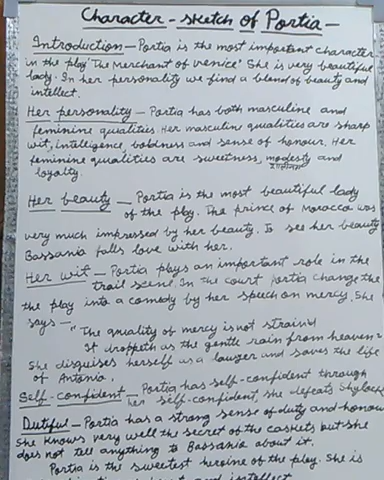 Character-sketch of Portia-
Introduction - Portia is the most important character
in the play 'The Merchant of Venice' She is very beautiful
lady. In her personality we find a blend of beauty and
intellect.
Her personality - Portia has both masculine and
feminine qualities. Her masculine qualities are sharp
wit, Intelligence, boldness and sense of honour. Her
feminine qualities are sweetness, modesty and
loyalty.
Her beauty - Portia is the most beautiful lady
of the play. The prince of Morocco was
very much impressed by her beauty. To see her beauty
Bassania falls love with her.
Her wit - Portia plays an important role in the
trail scene. In the court portia change the
the play into a comedy by her speech on mercy. She
says -
"The quality of mercy is not strain'd
It droppeth as the gentle rain from heaven"
She disguises herself as a lawyer and saves the life
of Antonia.
Self-confident - Portia has self-confident through
her self-confident, she defeats Shylock
Dutiful - Portia has a strong sense of duty and honour
She knows very well the secret of the caskets but she
does not tell anything to Bassania about it.
Portia is the sweetest heroine of the play. She is
intellect.